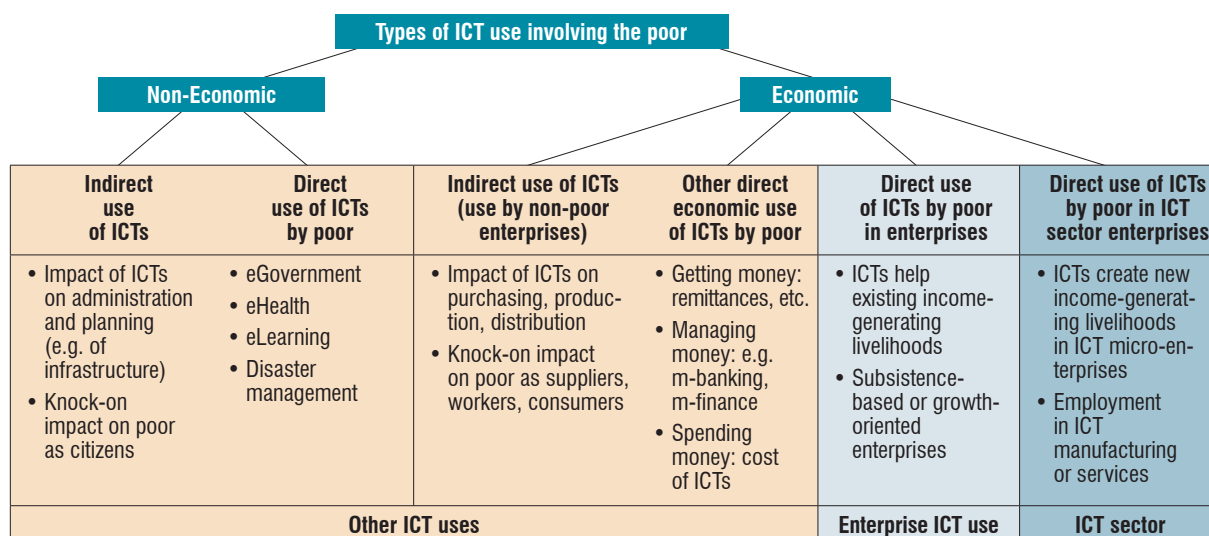 Types of ICT use involving the poor
Non-Economic
Economic
Indirect
use
of ICTs
Direct
use of ICTs
by poor
Indirect use of ICTs
(use by non-poor
enterprises)
Other direct
economic use
of ICTs by poor
Direct use
of ICTs by poor
in enterprises
Direct use of ICTs
by poor in ICT
sector enterprises
• Impact of ICTs
on administration
and planning
(e.g. of
infrastructure)
• Knock-on
impact on poor
as citizens
• eGovernment
• eHealth
• eLearning
• Disaster
management
• Impact of ICTs on
purchasing, produc-
tion, distribution
• Knock-on impact
on poor as suppliers,
workers, consumers
• Getting money:
remittances, etc.
• Managing
money: e.g.
m-banking,
m-finance
• Spending
money: cost
of ICTs
• ICTs help
existing income-
generating
livelihoods
• Subsistence-
based or growth-
oriented
enterprises
• ICTs create new
income-generat-
ing livelihoods
in ICT micro-en-
terprises
• Employment
in ICT
manufacturing
or services
Other ICT uses
Enterprise ICT use
ICT sector